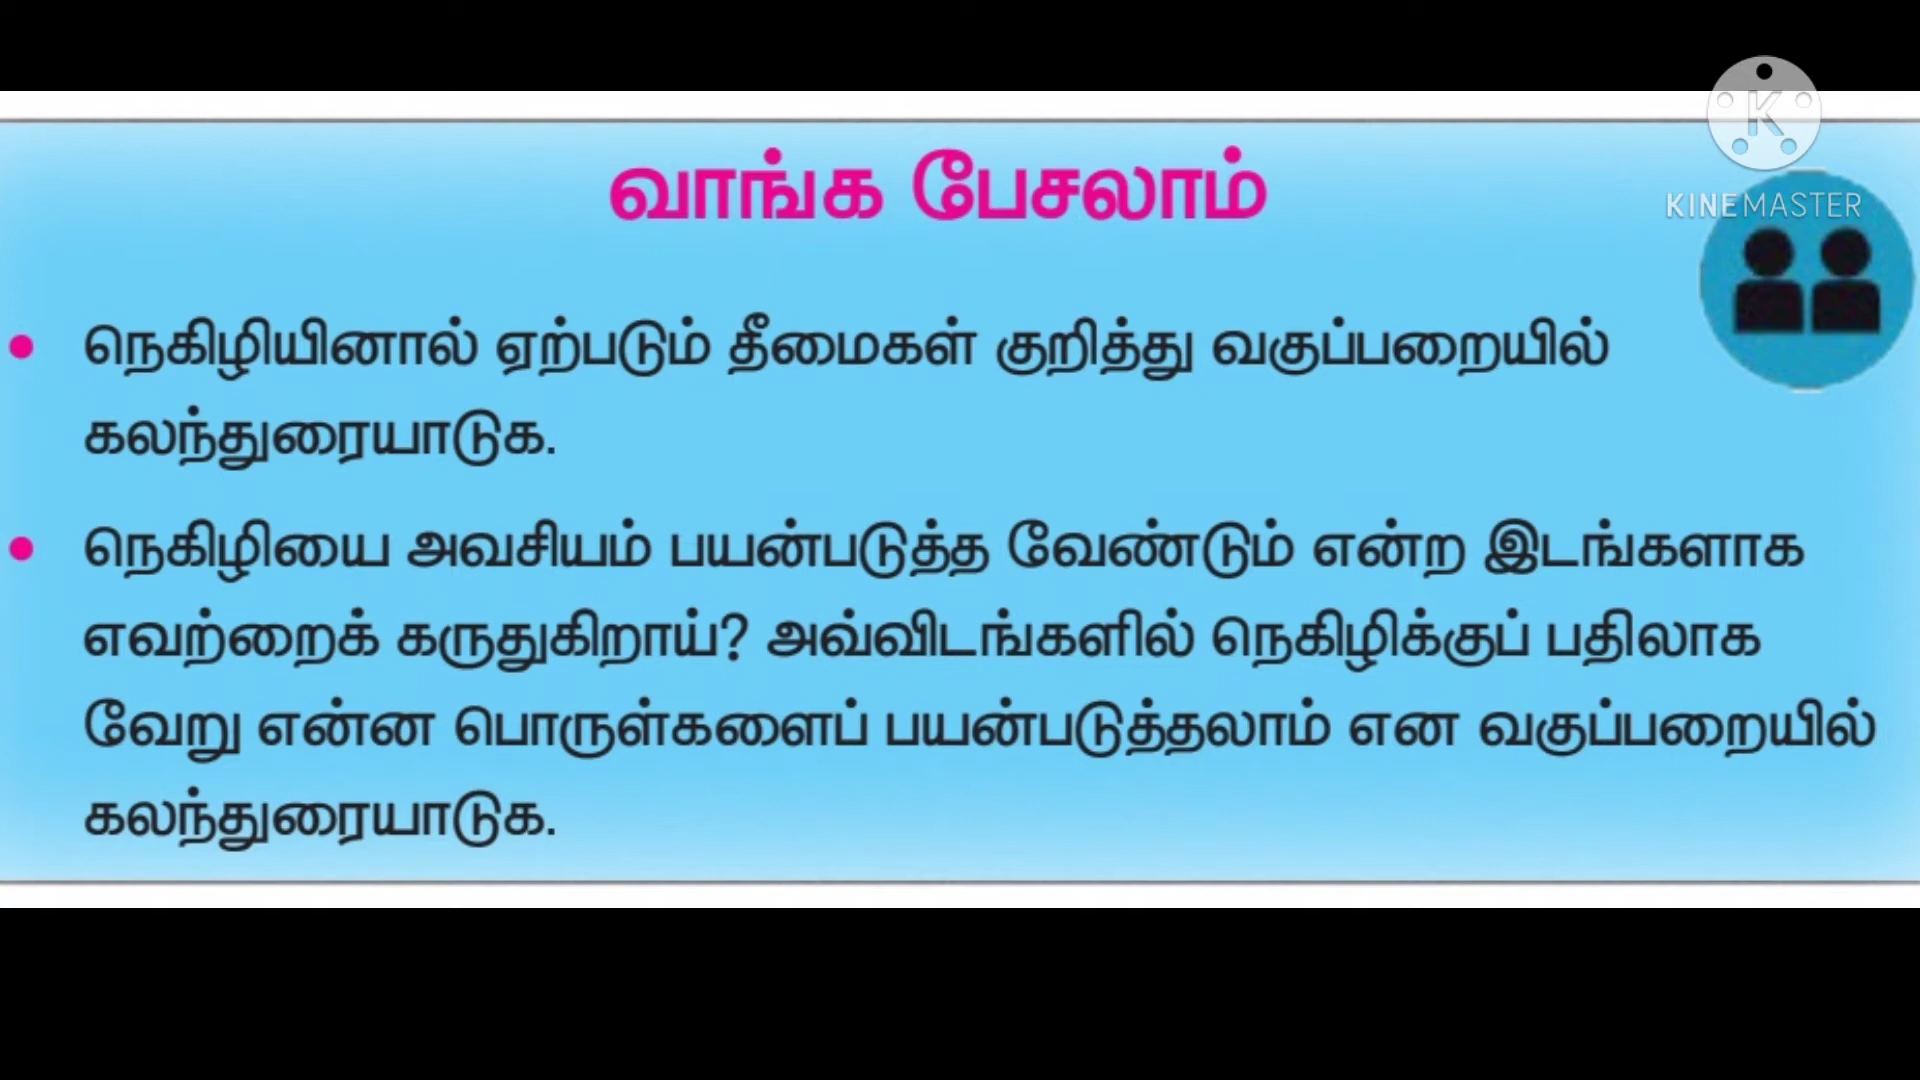 K
KINEMASTER
வாங்க பேசலாம்
• நெகிழியினால் ஏற்படும் தீமைகள் குறித்து வகுப்பறையில்
கலந்துரையாடுக.
• நெகிழியை அவசியம் பயன்படுத்த வேண்டும் என்ற இடங்களாக
எவற்றைக் கருதுகிறாய்? அவ்விடங்களில் நெகிழிக்குப் பதிலாக
வேறு என்ன பொருள்களைப் பயன்படுத்தலாம் என வகுப்பறையில்
கலந்துரையாடுக.